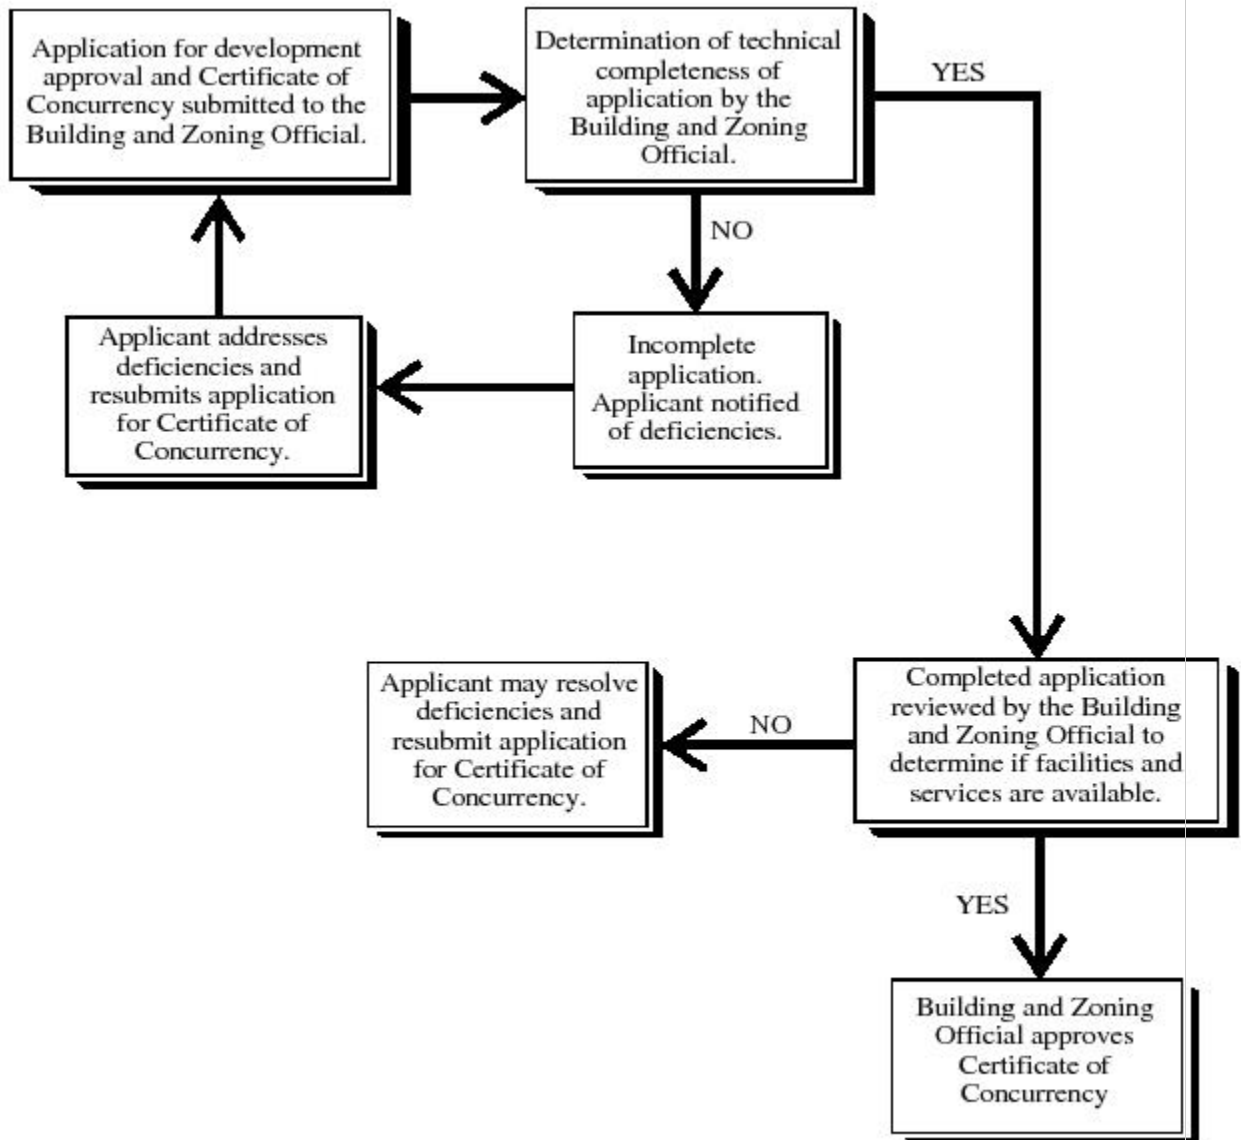 Application for development
approval and Certificate of
Concurrency submitted to the
Building and Zoning Official.
Determination of technical
completeness of
application by the
Building and Zoning
Official.
YES
NO
Incomplete
application.
Applicant notified
of deficiencies.
Applicant addresses
deficiencies and
resubmits application
for Certificate of
Concurrency.
Completed application
reviewed by the Building
and Zoning Official to
determine if facilities and
services are available.
NO
Applicant may resolve
deficiencies and
resubmit application
for Certificate of
Concurrency.
YES
Building and Zoning
Official approves
Certificate of
Concurrency